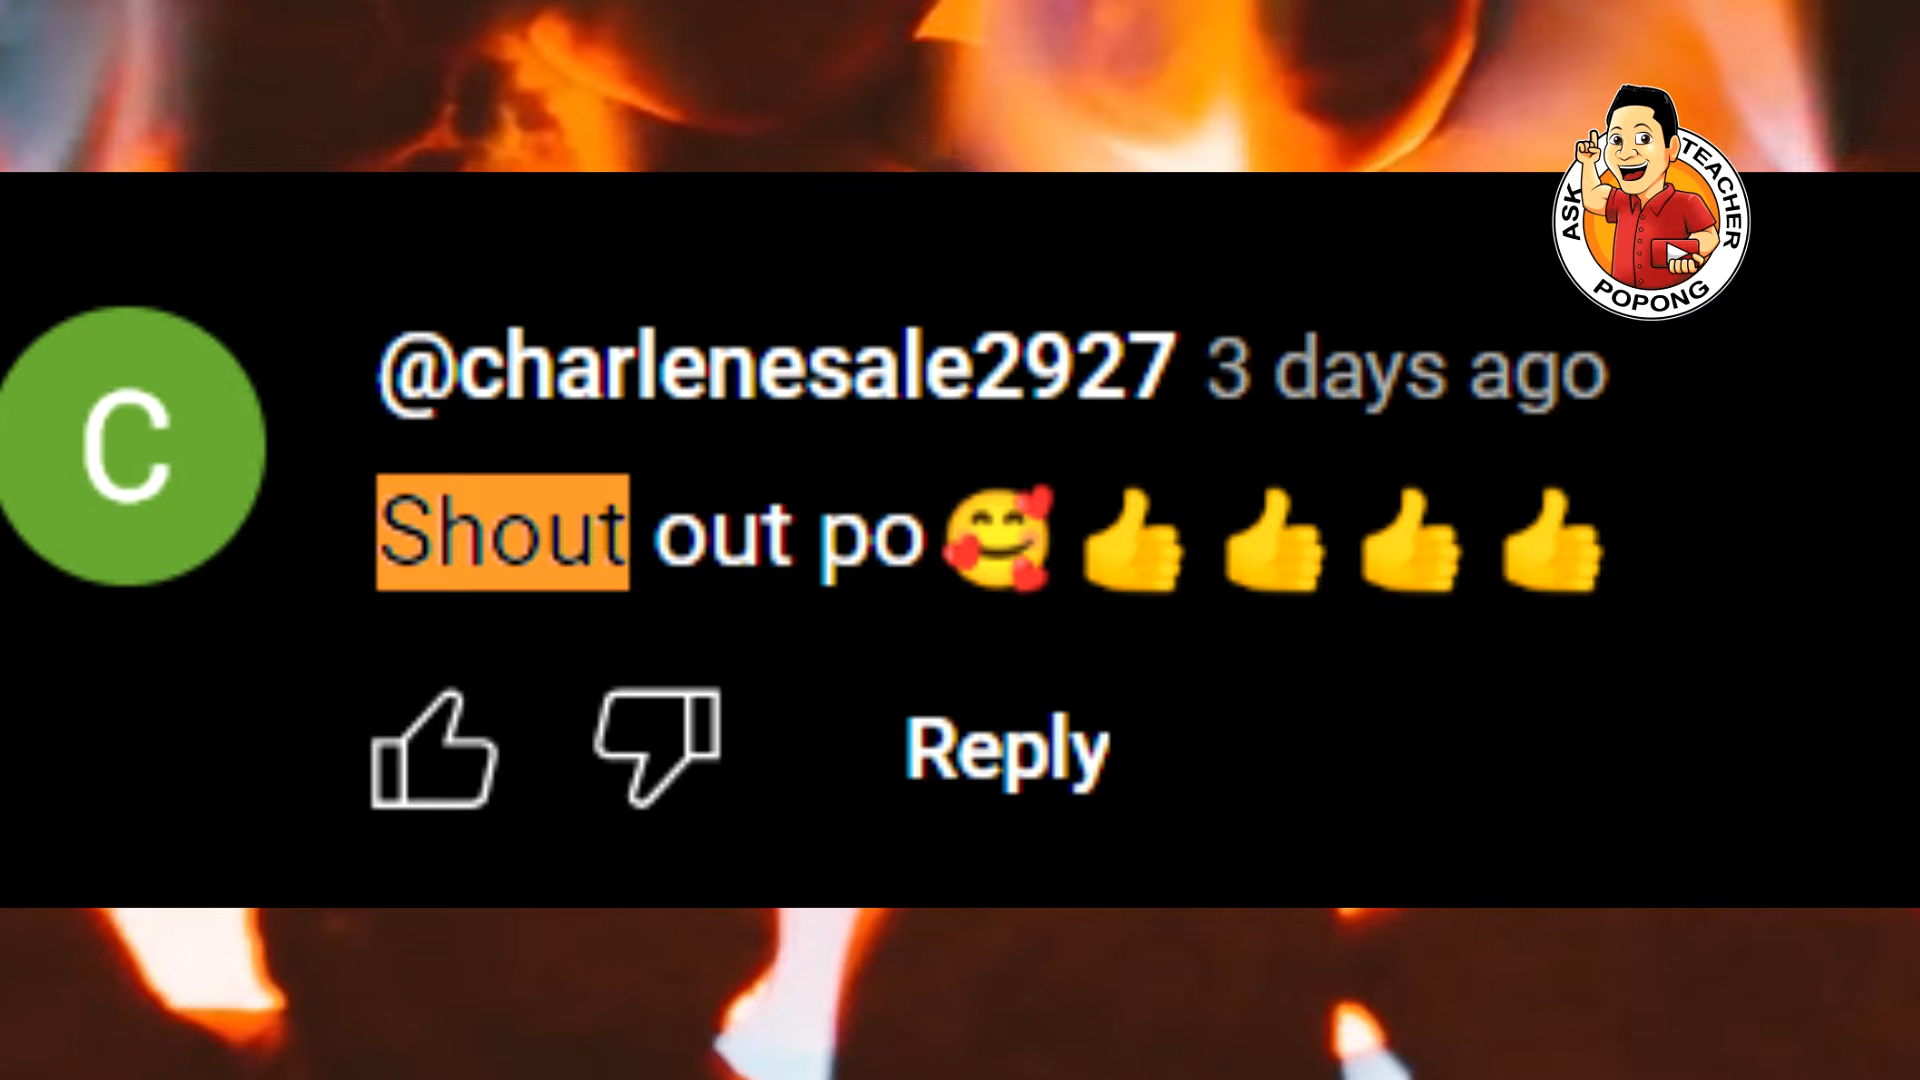 ASK TEACHER POPONG
C
@charlenesale2927 3 days ago
Shout out po🥰👍👍👍👍
Reply